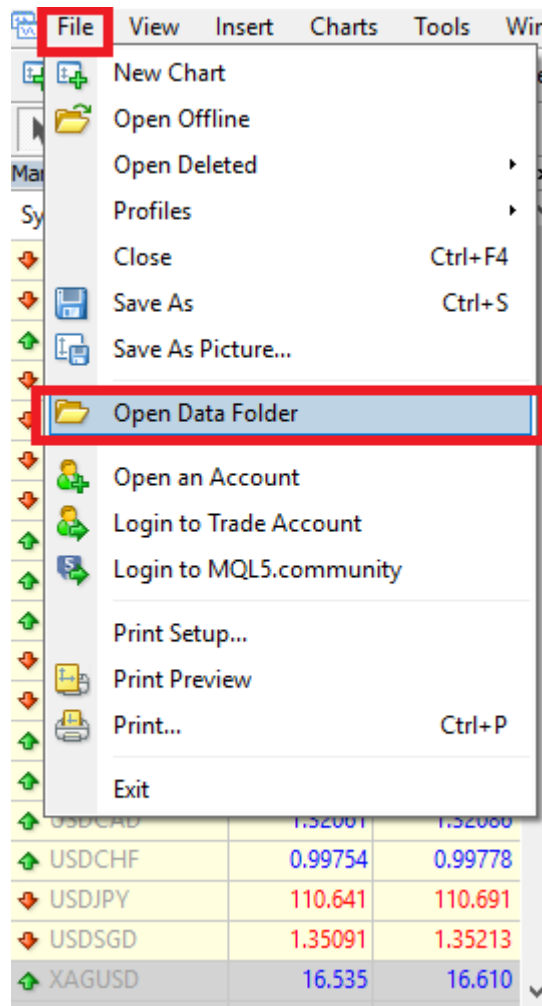 File View Insert Charts Tools
New Chart
Open Offline
Open Deleted
Profiles
Close Ctrl+F4
Save As Ctrl+S
Save As Picture...
Open Data Folder
Open an Account
Login to Trade Account
Login to MQL5.community
Print Setup...
Print Preview
Print... Ctrl+P
Exit
USDCAD 1.32061 1.32086
USDCHF 0.99754 0.99778
USDJPY 110.641 110.691
USDSGD 1.35091 1.35213
XAGUSD 16.535 16.610